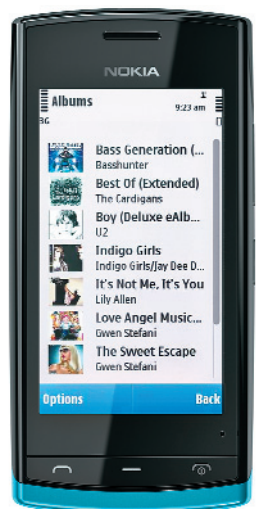 NOKIA
Albums
9:23 am
3G
Bass Generation (...
Basshunter
Best Of (Extended)
The Cardigans
Boy (Deluxe eAlb...
U2
Indigo Girls
Indigo Girls/Jay Dee D...
It's Not Me, It's You
Lily Allen
Love Angel Music...
Gwen Stefani
The Sweet Escape
Gwen Stefani
Options Back